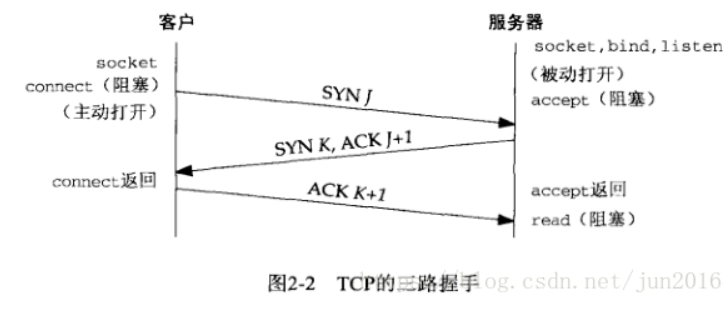 客户
服务器
socket
connect（阻塞）
（主动打开）
socket,bind,listen
（被动打开）
accept（阻塞）
SYN J
SYN K, ACK J+1
connect返回
ACK K+1
accept返回
read（阻塞）
图2-2 TCP的三路握手
blog.csdn.net/jun2016